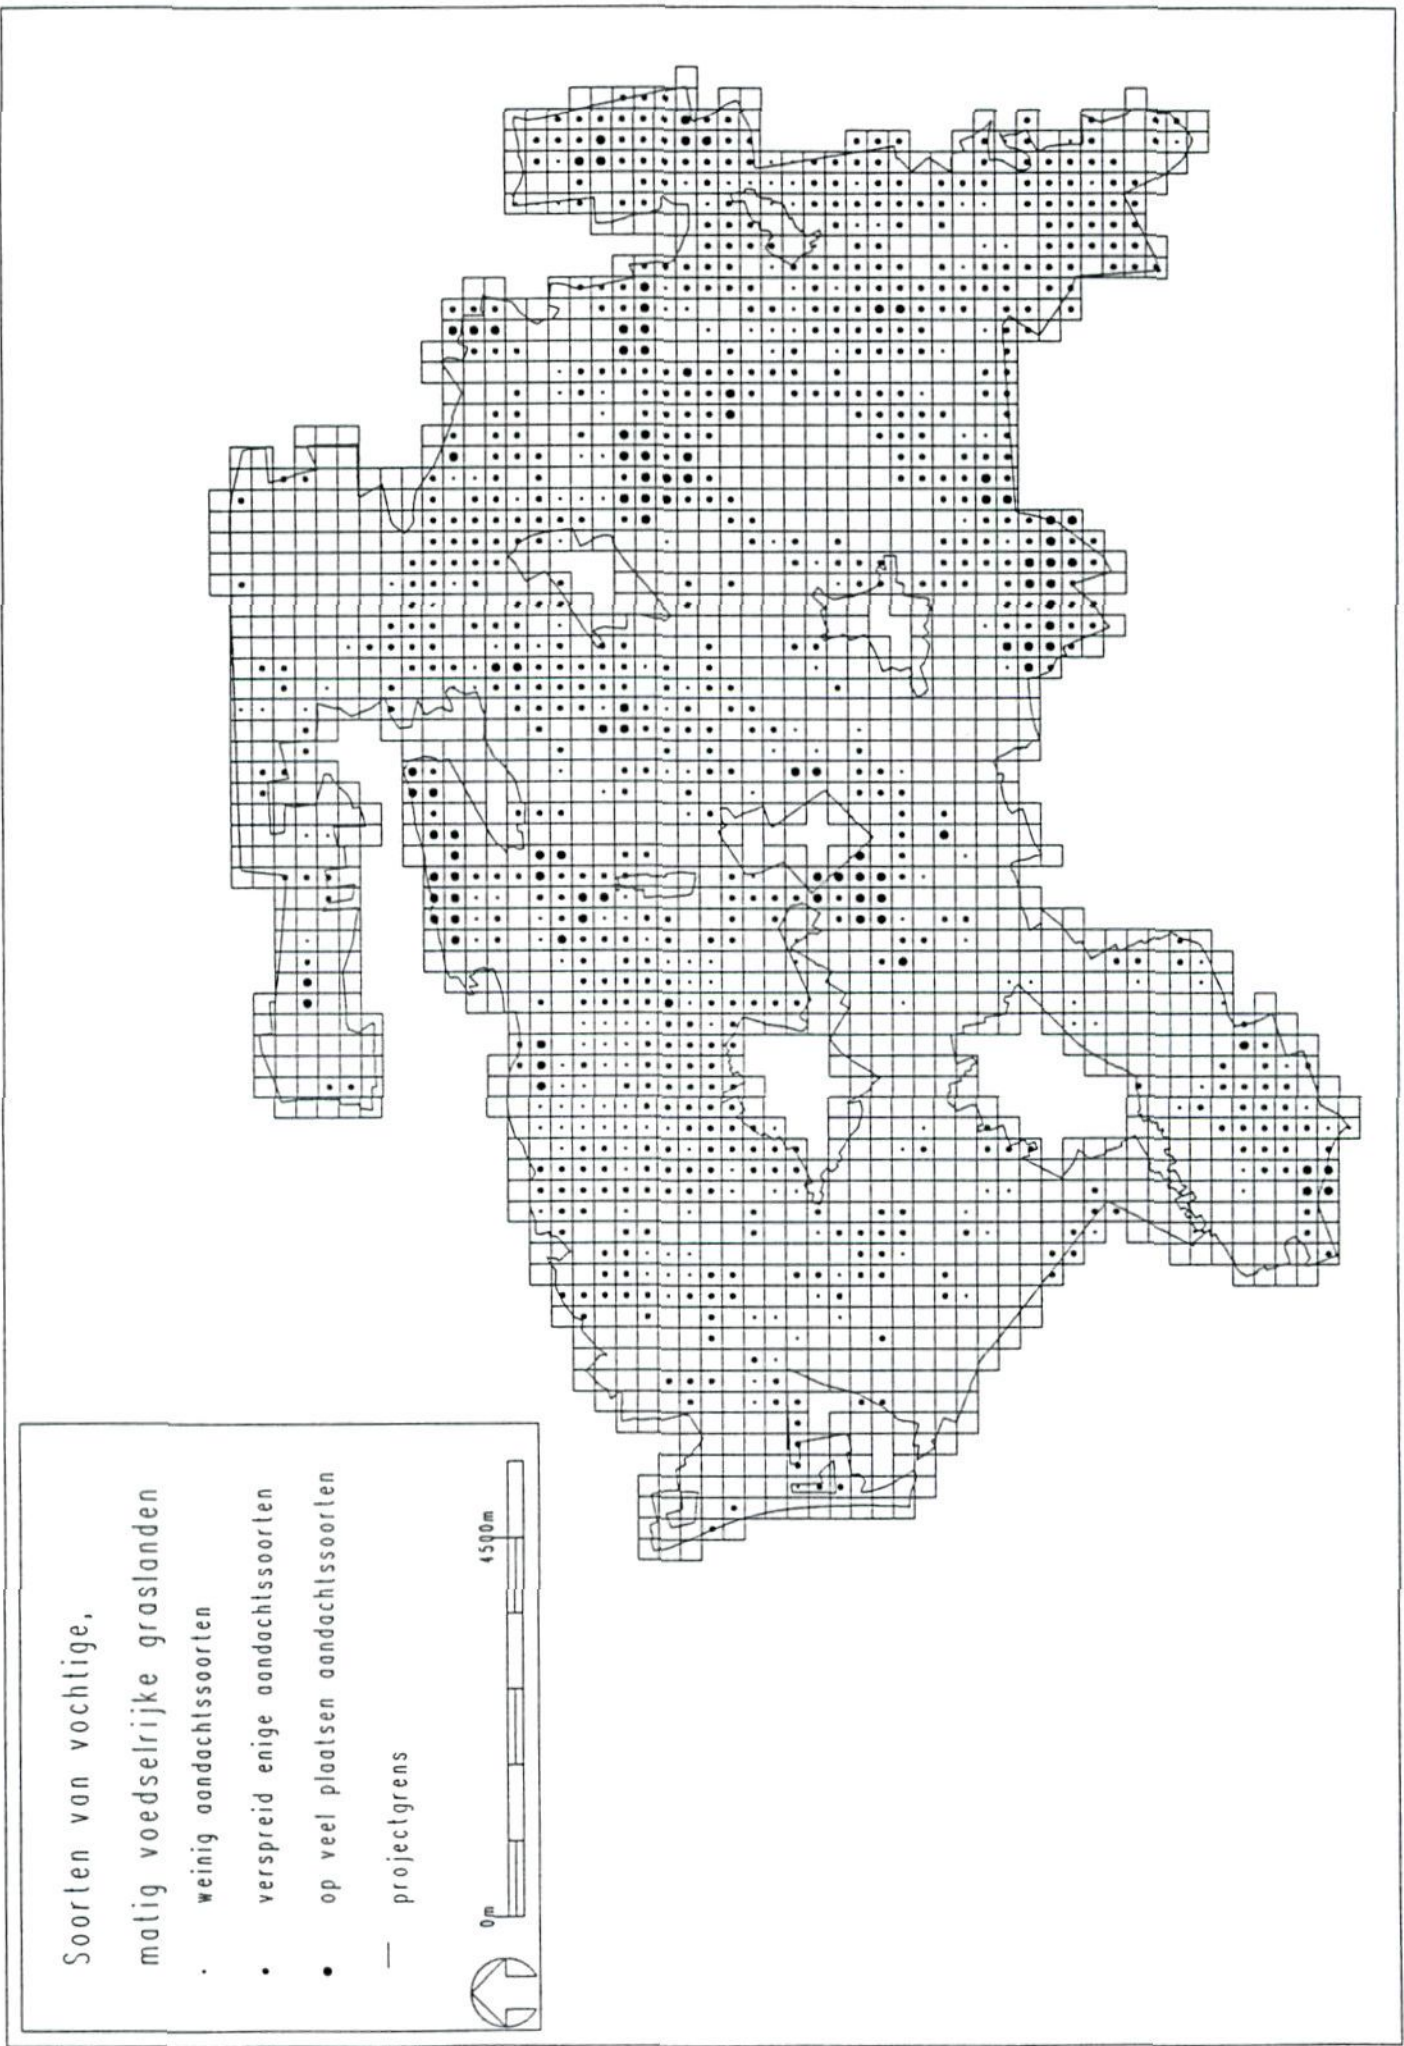 Soorten van vochtige,
matig voedselrijke graslanden
weinig aandachtssoorten
verspreid enige aandachtssoorten
op veel plaatsen aandachtssoorten
projectgrens
0m 4500m